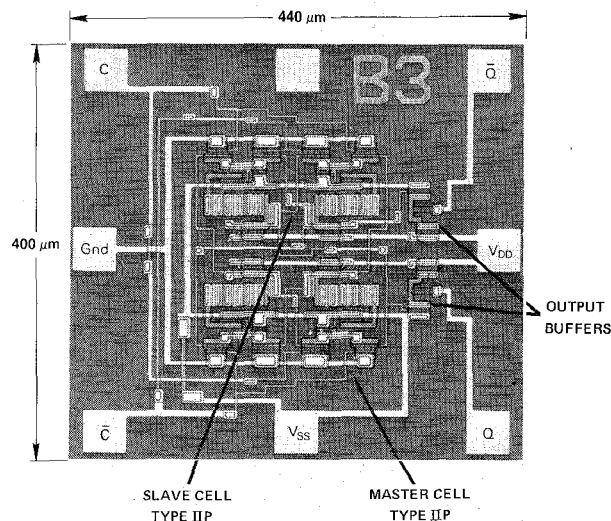 440 μm
C
B3
Q̄
400 μm
Gnd
V_DD
OUTPUT
BUFFERS
C̄
V_SS
Q
SLAVE CELL
TYPE IIP
MASTER CELL
TYPE IIP